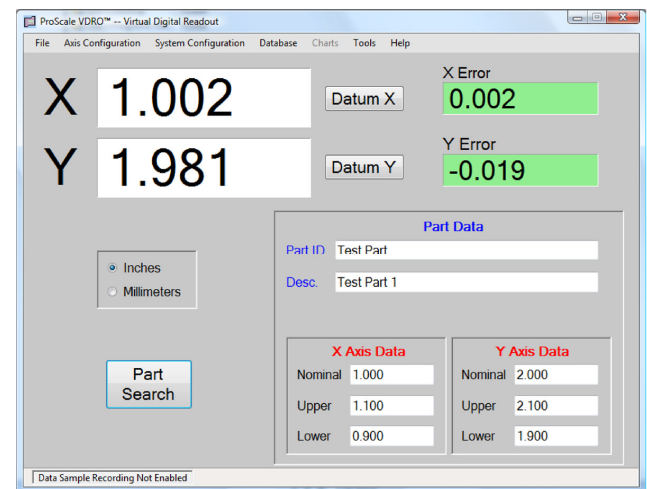 ProScale VDRO™ -- Virtual Digital Readout
File Axis Configuration System Configuration Database Charts Tools Help
X 1.002 Datum X X Error 0.002
Y 1.981 Datum Y Y Error -0.019
Part Data
Part ID Test Part
Desc. Test Part 1
Inches
Millimeters
Part
Search
X Axis Data
Nominal 1.000
Upper 1.100
Lower 0.900
Y Axis Data
Nominal 2.000
Upper 2.100
Lower 1.900
Data Sample Recording Not Enabled